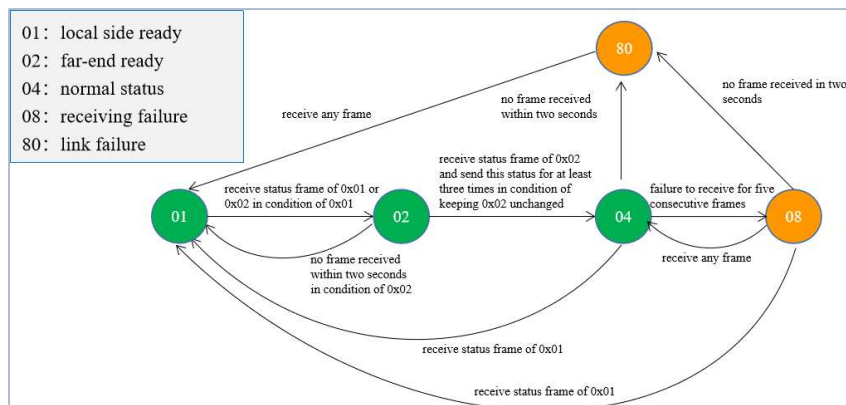 01：local side ready
02：far-end ready
04：normal status
08：receiving failure
80：link failure
80
no frame received in two
seconds
no frame received
within two seconds
receive any frame
receive status frame of 0x02
and send this status for at least
three times in condition of
keeping 0x02 unchanged
receive status frame of 0x01 or
0x02 in condition of 0x01
failure to receive for five
consecutive frames
01
02
04
08
no frame received
within two seconds
in condition of 0x02
receive any frame
receive status frame of 0x01
receive status frame of 0x01